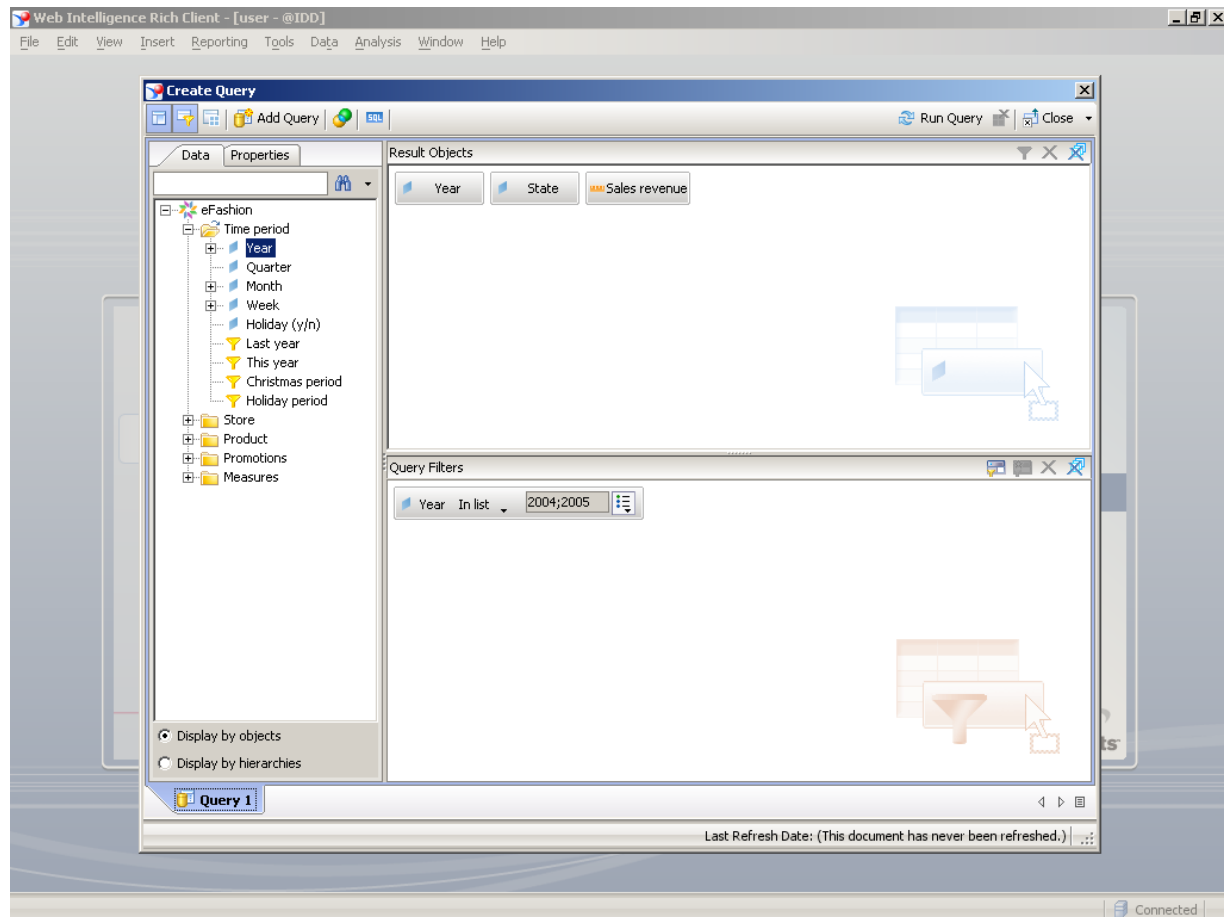 Web Intelligence Rich Client - [user - @IDD]
File Edit View Insert Reporting Tools Data Analysis Window Help
Create Query
Add Query SQL Run Query Close
Data Properties
eFashion
Time period
Year
Quarter
Month
Week
Holiday (y/n)
Last year
This year
Christmas period
Holiday period
Store
Product
Promotions
Measures
Display by objects
Display by hierarchies
Result Objects
Year State Sales revenue
Query Filters
Year In list 2004;2005
ts
Query 1
Last Refresh Date: (This document has never been refreshed.)
Connected